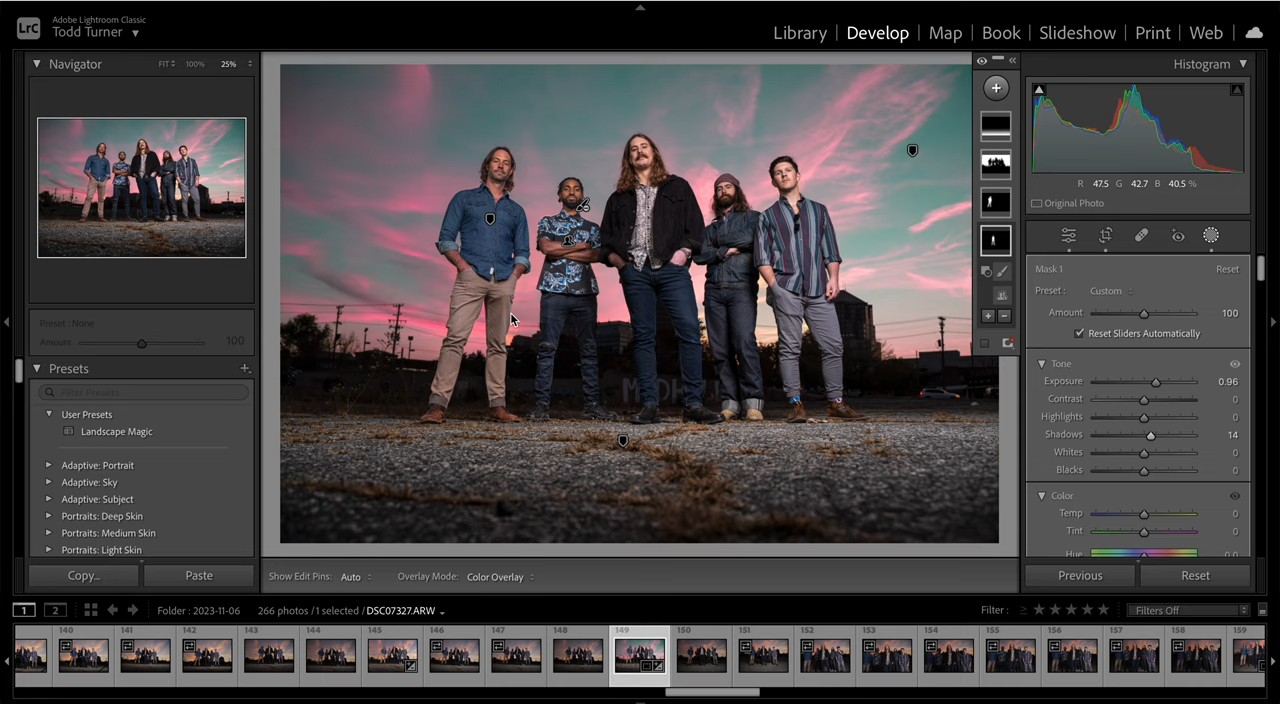 LrC
Adobe Lightroom Classic
Todd Turner
Library | Develop | Map | Book | Slideshow | Print | Web
Navigator
FIT
100%
25%
Histogram
R 47.5 G 42.7 B 40.5 %
Original Photo
Mask 1
Reset
Preset : Custom
Amount 100
Reset Sliders Automatically
Tone
Exposure 0.96
Contrast 0
Highlights 0
Shadows 14
Whites 0
Blacks 0
Color
Temp 0
Tint 0
Hue 0.0
Preset : None
Amount 100
Presets
Filter Presets
User Presets
Landscape Magic
Adaptive: Portrait
Adaptive: Sky
Adaptive: Subject
Portraits: Deep Skin
Portraits: Medium Skin
Portraits: Light Skin
Copy...
Paste
Show Edit Pins: Auto
Overlay Mode: Color Overlay
Previous
Reset
1
2
Folder : 2023-11-06
266 photos / 1 selected / DSC07327.ARW
Filter :
Filters Off
140 141 142 143 144 145 146 147 148 149 150 151 152 153 154 155 156 157 158 159